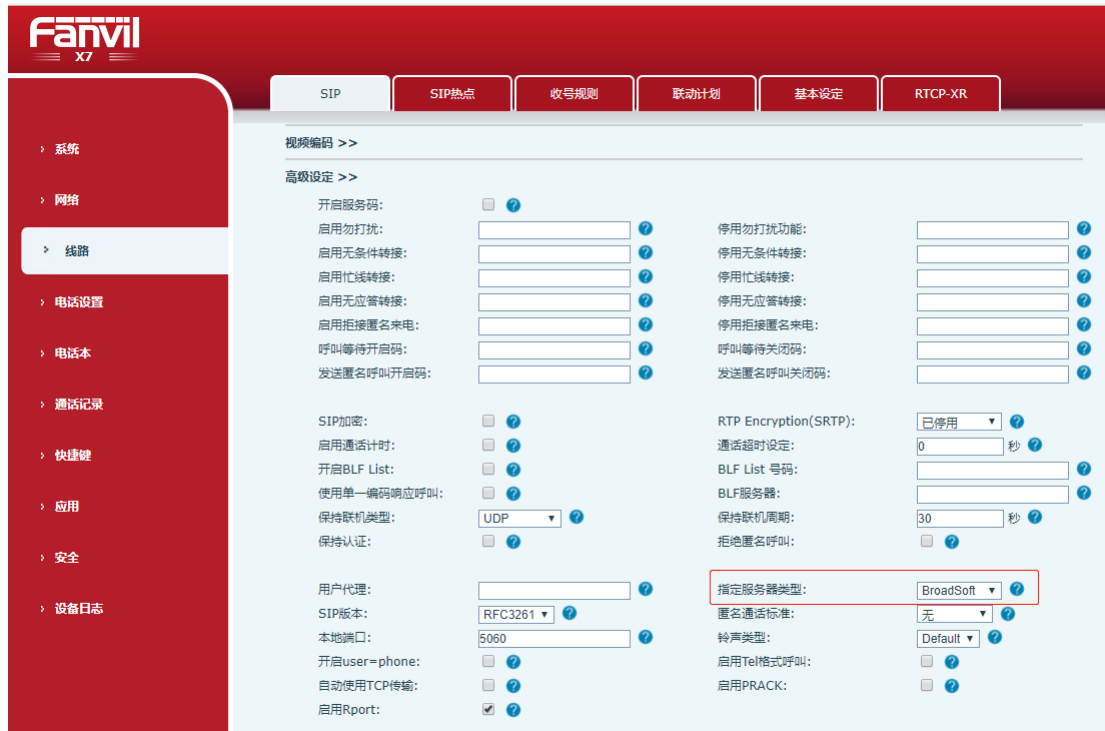 Fanvil
X7
SIP SIP热点 收号规则 联动计划 基本设定 RTCP-XR
系统
网络
线路
电话设置
电话本
通话记录
快捷键
应用
安全
设备日志
视频编码 >>
高级设定 >>
开启服务码: ?
启用勿打扰: ? 停用勿打扰功能: ?
启用无条件转接: ? 停用无条件转接: ?
启用忙线转接: ? 停用忙线转接: ?
启用无应答转接: ? 停用无应答转接: ?
启用拒接匿名来电: ? 停用拒接匿名来电: ?
呼叫等待开启码: ? 呼叫等待关闭码: ?
发送匿名呼叫开启码: ? 发送匿名呼叫关闭码: ?
SIP加密: ? RTP Encryption(SRTP): 已停用 ?
启用通话计时: ? 通话超时设定: 0 秒 ?
开启BLF List: ? BLF List 号码: ?
使用单一编码响应呼叫: ? BLF服务器: ?
保持联机类型: UDP ? 保持联机周期: 30 秒 ?
保持认证: ? 拒绝匿名呼叫: ?
用户代理: ? 指定服务器类型: BroadSoft ?
SIP版本: RFC3261 ? 匿名通话标准: 无 ?
本地端口: 5060 ? 铃声类型: Default ?
开启user=phone: ? 启用Tel格式呼叫: ?
自动使用TCP传输: ? 启用PRACK: ?
启用Rport: ?